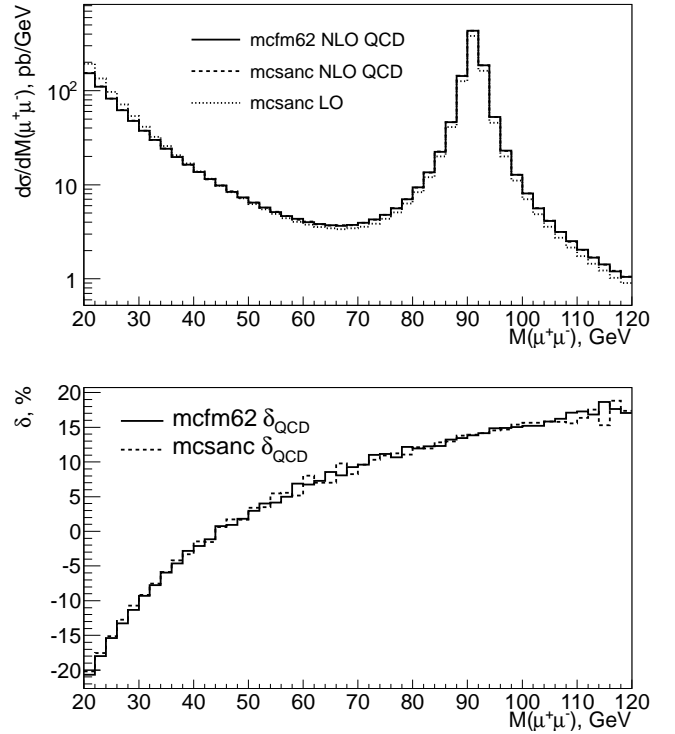 dσ/dM(μ⁺μ⁻), pb/GeV
mcfm62 NLO QCD
mcsanc NLO QCD
mcsanc LO
10²
10
1
20 30 40 50 60 70 80 90 100 110 120
M(μ⁺μ⁻), GeV
δ, %
mcfm62 δ_QCD
mcsanc δ_QCD
20
15
10
5
0
-5
-10
-15
-20
20 30 40 50 60 70 80 90 100 110 120
M(μ⁺μ⁻), GeV